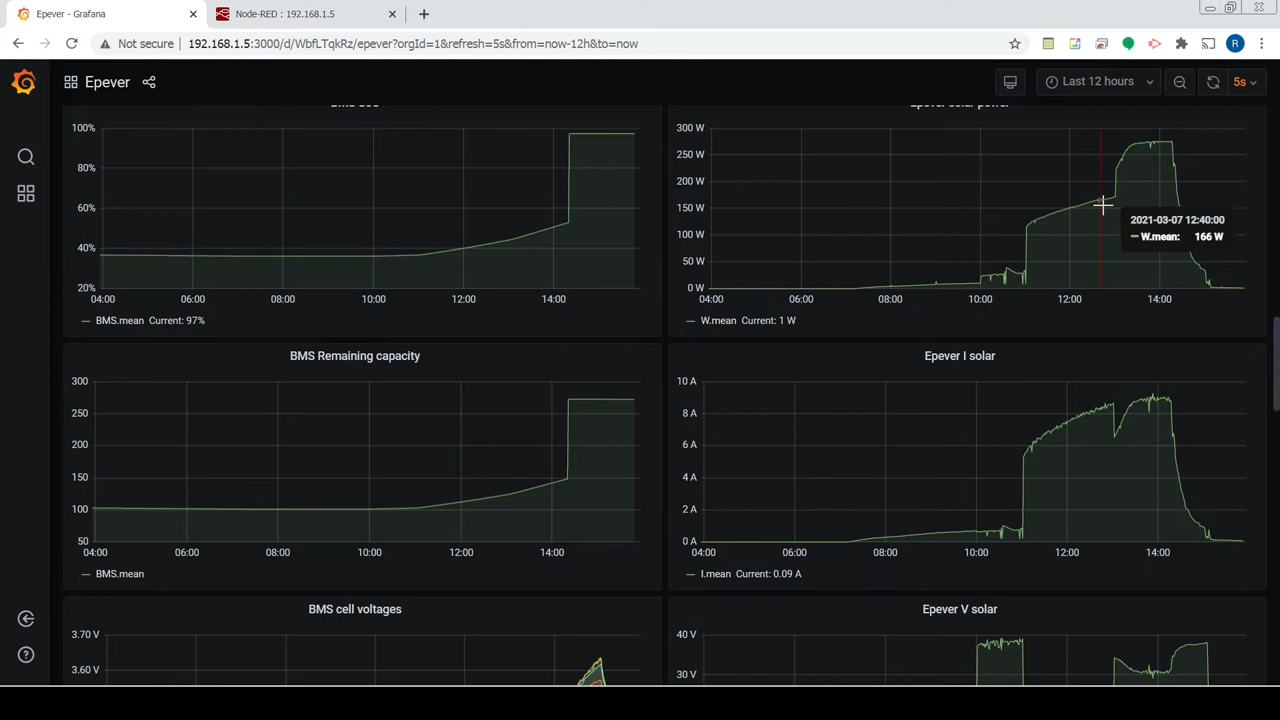 Epever - Grafana
Node-RED : 192.168.1.5
Not secure
192.168.1.5:3000/d/WbfLTqkRz/epever?orgId=1&refresh=5s&from=now-12h&to=now
R
Epever
Last 12 hours
5s
100%
80%
60%
40%
20%
04:00 06:00 08:00 10:00 12:00 14:00
BMS.mean Current: 97%
Epever solar power
300 W
250 W
200 W
150 W
100 W
50 W
0 W
04:00 06:00 08:00 10:00 12:00 14:00
2021-03-07 12:40:00
W.mean: 166 W
W.mean Current: 1 W
BMS Remaining capacity
300
250
200
150
100
50
04:00 06:00 08:00 10:00 12:00 14:00
BMS.mean
Epever I solar
10 A
8 A
6 A
4 A
2 A
0 A
04:00 06:00 08:00 10:00 12:00 14:00
I.mean Current: 0.09 A
BMS cell voltages
3.70 V
3.60 V
Epever V solar
40 V
30 V